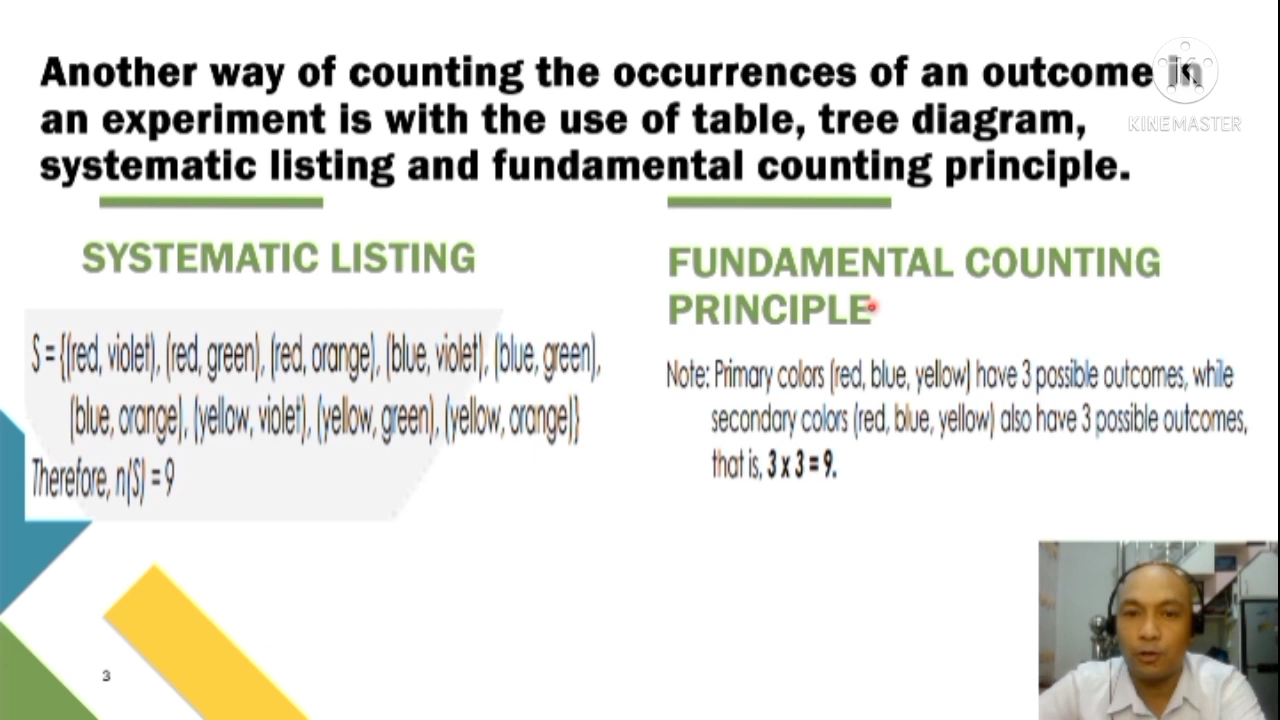 Another way of counting the occurrences of an outcome in
an experiment is with the use of table, tree diagram,
systematic listing and fundamental counting principle.
KINEMASTER
SYSTEMATIC LISTING
S = {(red, violet), (red, green), (red, orange), (blue, violet), (blue, green),
(blue, orange), (yellow, violet), (yellow, green), (yellow, orange)}
Therefore, n(S) = 9
FUNDAMENTAL COUNTING
PRINCIPLE
Note: Primary colors (red, blue, yellow) have 3 possible outcomes, while
secondary colors (red, blue, yellow) also have 3 possible outcomes,
that is, 3 x 3 = 9.
3